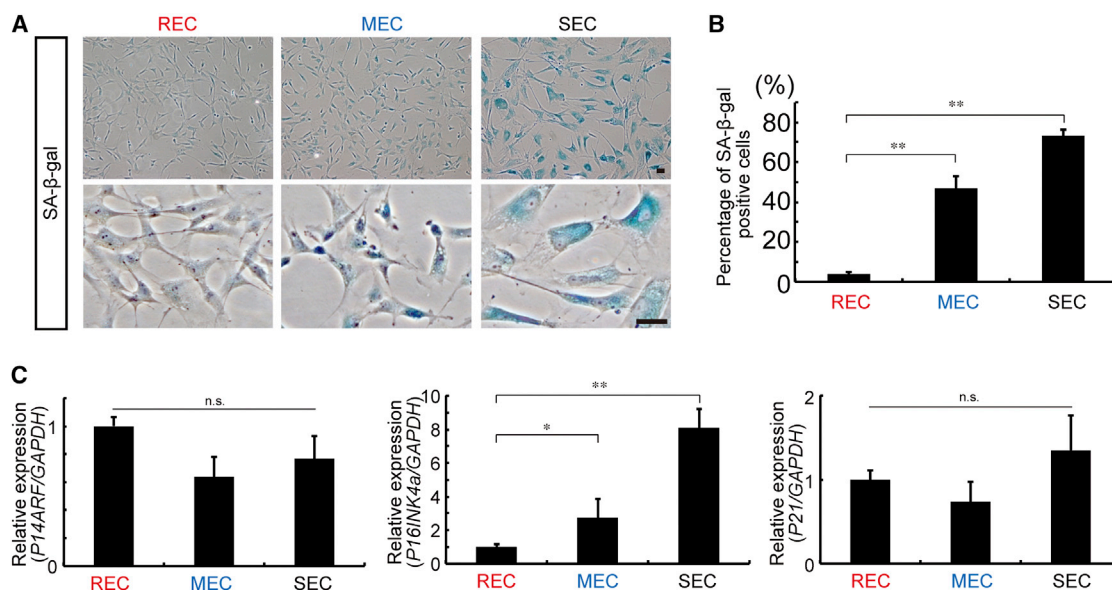 A
REC
MEC
SEC
SA-β-gal
B
(%)
Percentage of SA-β-gal
positive cells
80
60
40
20
0
**
**
REC
MEC
SEC
C
Relative expression
(P14ARF/GAPDH)
1
0
n.s.
REC
MEC
SEC
Relative expression
(P16INK4a/GAPDH)
10
8
6
4
2
0
**
*
REC
MEC
SEC
Relative expression
(P21/GAPDH)
2
1
0
n.s.
REC
MEC
SEC